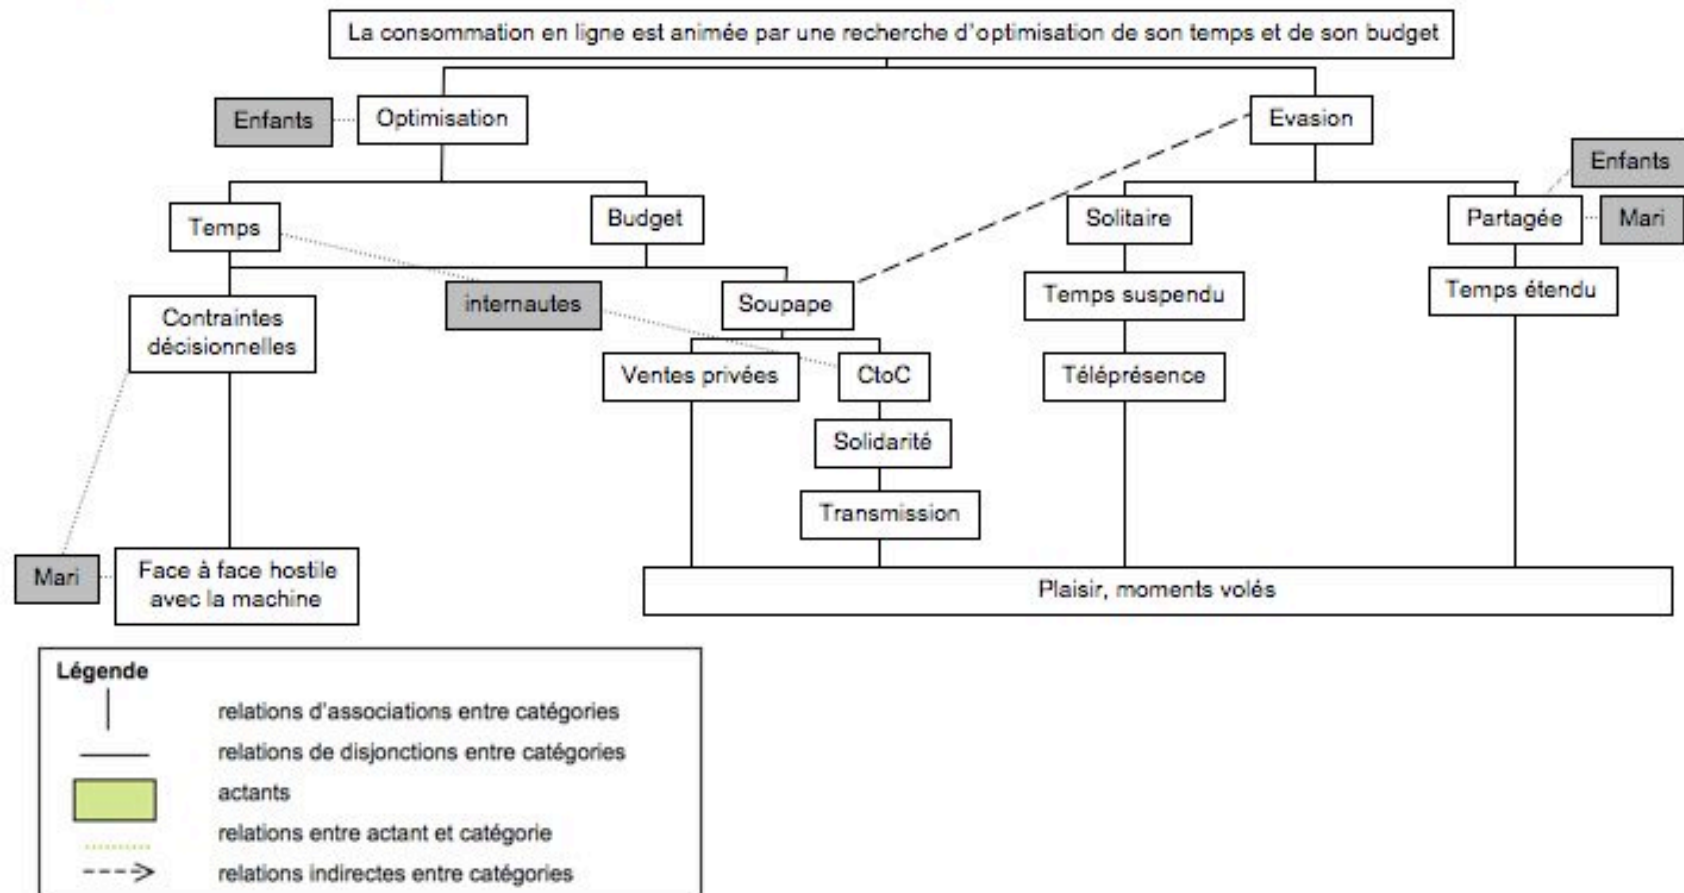 La consommation en ligne est animée par une recherche d'optimisation de son temps et de son budget
Enfants
Optimisation
Evasion
Enfants
Temps
Budget
Solitaire
Partagée
Mari
Contraintes
décisionnelles
internautes
Soupape
Temps suspendu
Temps étendu
Ventes privées
CtoC
Téléprésence
Solidarité
Transmission
Mari
Face à face hostile
avec la machine
Plaisir, moments volés
Légende
relations d'associations entre catégories
relations de disjonctions entre catégories
actants
relations entre actant et catégorie
relations indirectes entre catégories